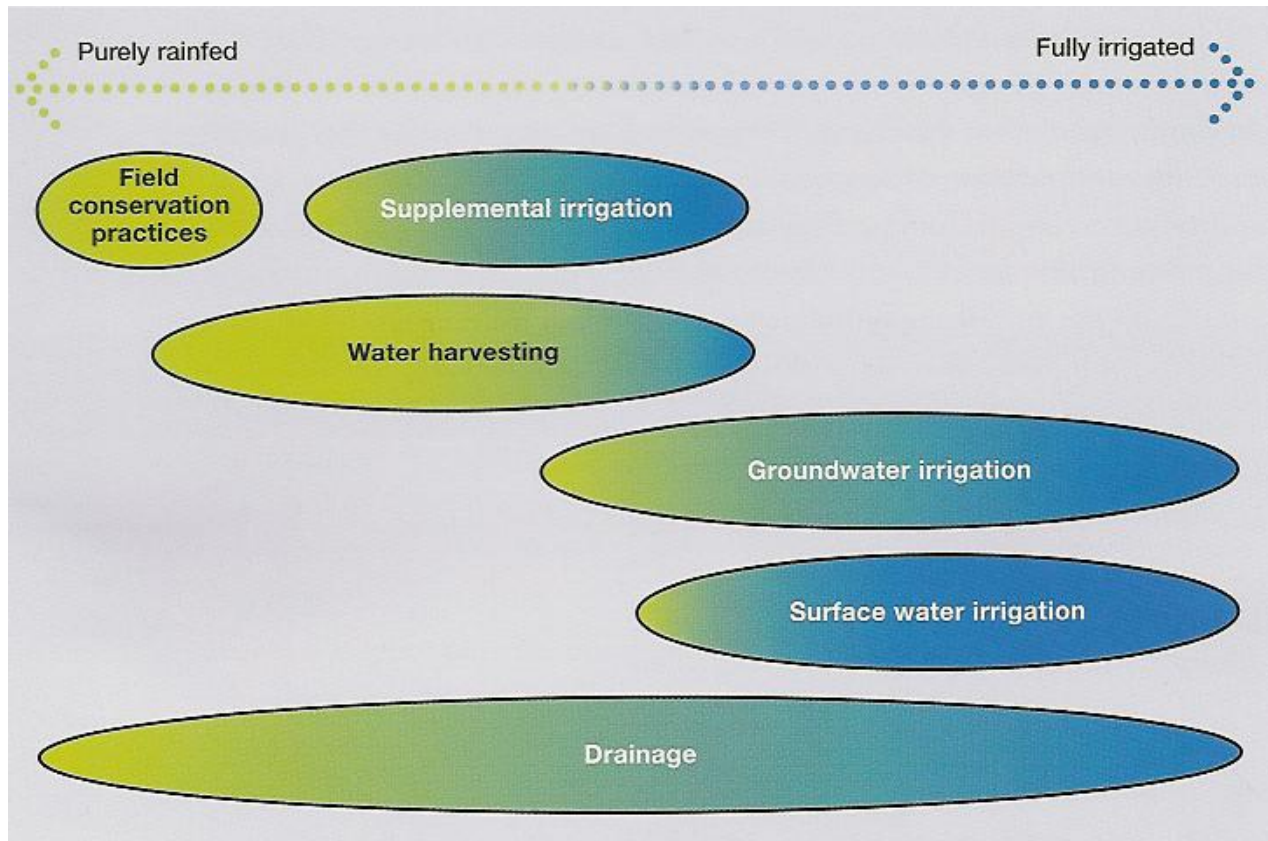 Purely rainfed
Fully irrigated
Field
conservation
practices
Supplemental irrigation
Water harvesting
Groundwater irrigation
Surface water irrigation
Drainage